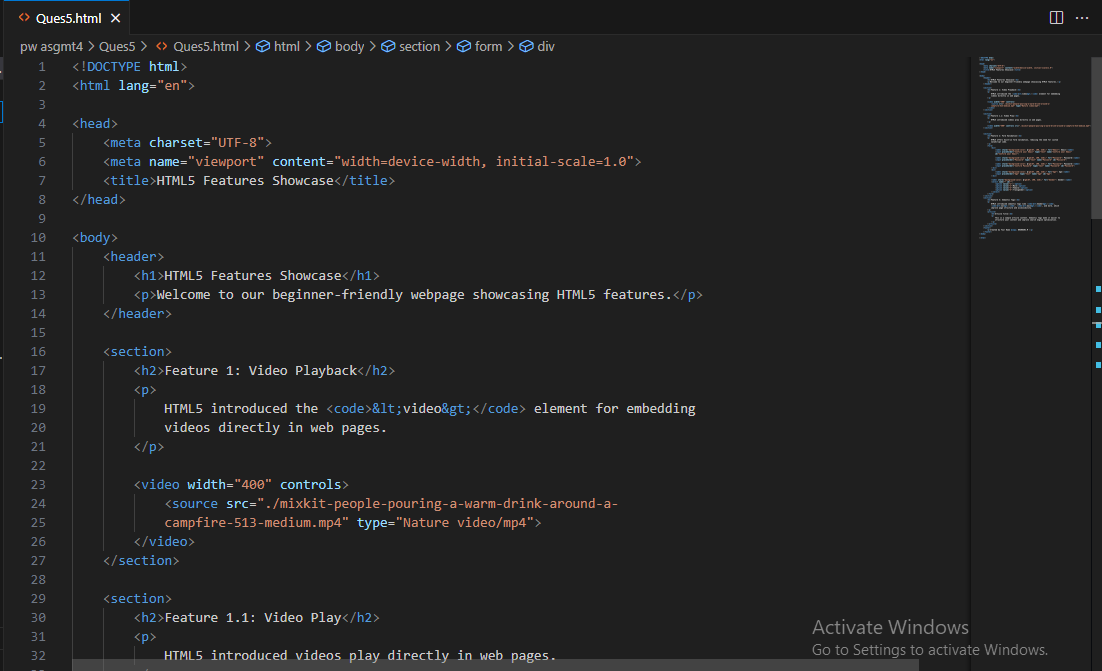 Ques5.html
pw asgmt4 > Ques5 > Ques5.html > html > body > section > form > div
1 <!DOCTYPE html>
2 <html lang="en">
3
4 <head>
5 <meta charset="UTF-8">
6 <meta name="viewport" content="width=device-width, initial-scale=1.0">
7 <title>HTML5 Features Showcase</title>
8 </head>
9
10 <body>
11 <header>
12 <h1>HTML5 Features Showcase</h1>
13 <p>Welcome to our beginner-friendly webpage showcasing HTML5 features.</p>
14 </header>
15
16 <section>
17 <h2>Feature 1: Video Playback</h2>
18 <p>
19 HTML5 introduced the <code>&lt;video&gt;</code> element for embedding
20 videos directly in web pages.
21 </p>
22
23 <video width="400" controls>
24 <source src="./mixkit-people-pouring-a-warm-drink-around-a-
25 campfire-513-medium.mp4" type="Nature video/mp4">
26 </video>
27 </section>
28
29 <section>
30 <h2>Feature 1.1: Video Play</h2>
31 <p>
32 HTML5 introduced videos play directly in web pages.
Activate Windows
Go to Settings to activate Windows.